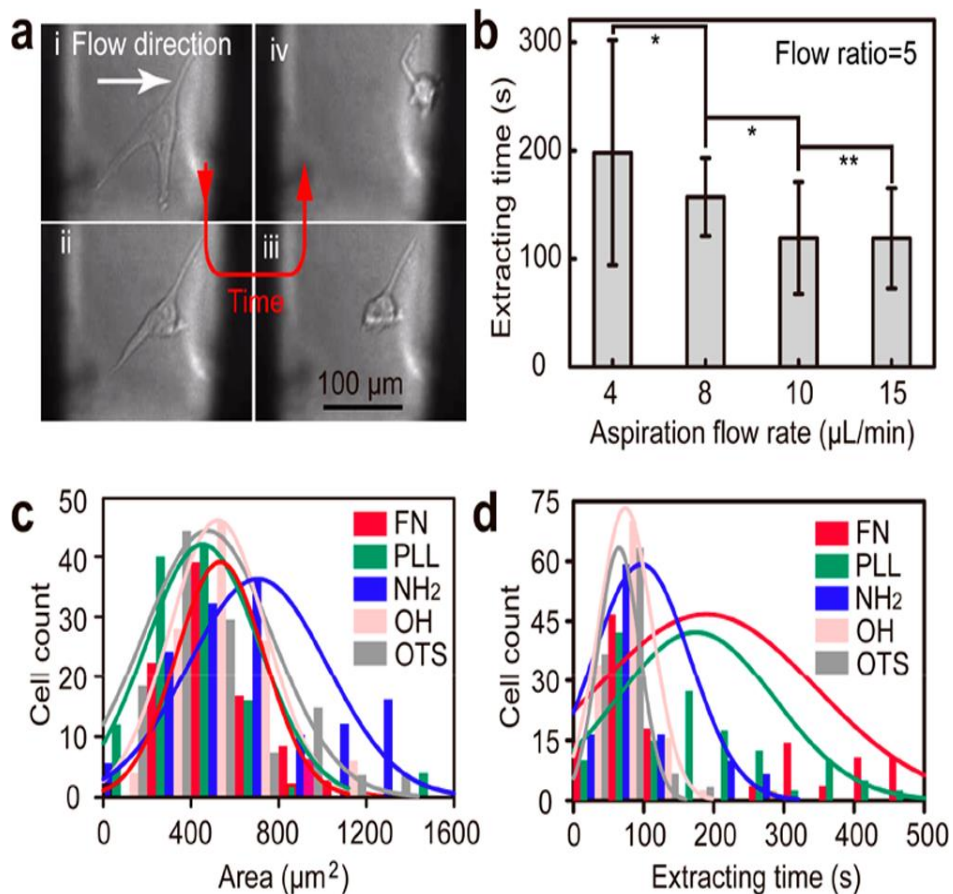 a
i Flow direction
iv
ii
iii
Time
100 µm
b
Flow ratio=5
*
*
**
300
200
100
0
Extracting time (s)
4 8 10 15
Aspiration flow rate (µL/min)
c
50
40
30
20
10
0
Cell count
FN
PLL
NH₂
OH
OTS
0 400 800 1200 1600
Area (µm²)
d
75
60
45
30
15
0
Cell count
FN
PLL
NH₂
OH
OTS
0 100 200 300 400 500
Extracting time (s)